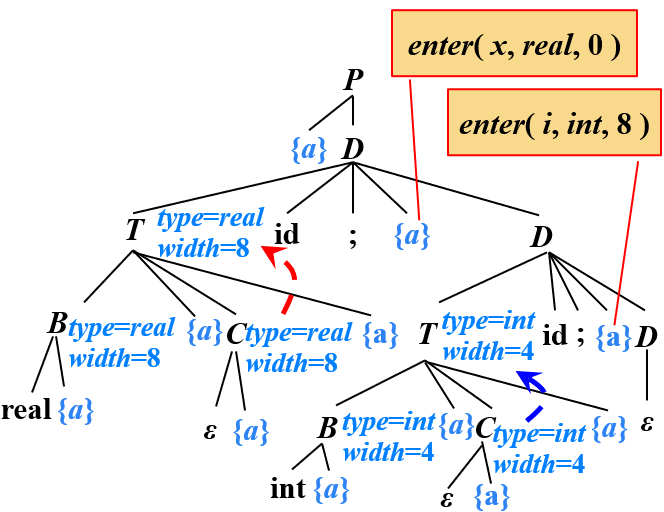 enter( x, real, 0 )
P
enter( i, int, 8 )
{a} D
T type=real width=8 id ; {a} D
B type=real width=8 {a} C type=real width=8 {a} T type=int width=4 id ; {a} D
real {a} ε {a} B type=int width=4 {a} C type=int width=4 {a} ε
int {a} ε {a}